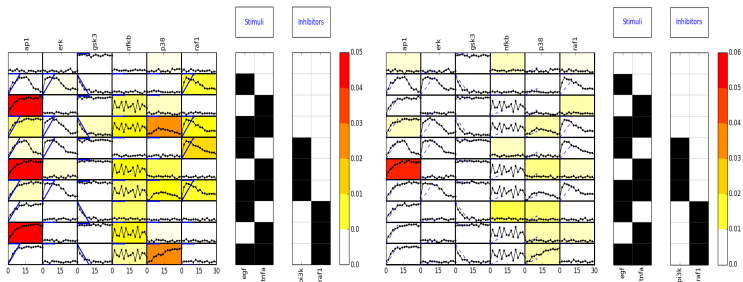 Stimuli
Inhibitors
Stimuli
Inhibitors
ap1 erk gsk3 nfkb p38 raf1
ap1 erk gsk3 nfkb p38 raf1
0.05
0.04
0.03
0.02
0.01
0.0
0.06
0.04
0.03
0.02
0.01
0.0
0 15 0 15 0 15 0 15 0 15 0 15 30
egf tnfa pi3k raf1
0 15 0 15 0 15 0 15 0 15 0 15 30
egf tnfa pi3k raf1